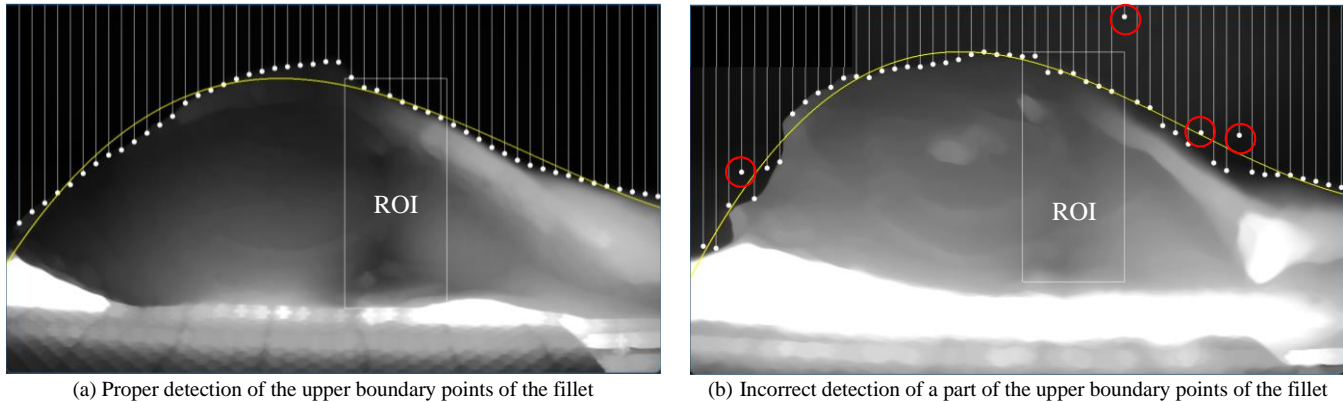 ROI
ROI
(a) Proper detection of the upper boundary points of the fillet
(b) Incorrect detection of a part of the upper boundary points of the fillet